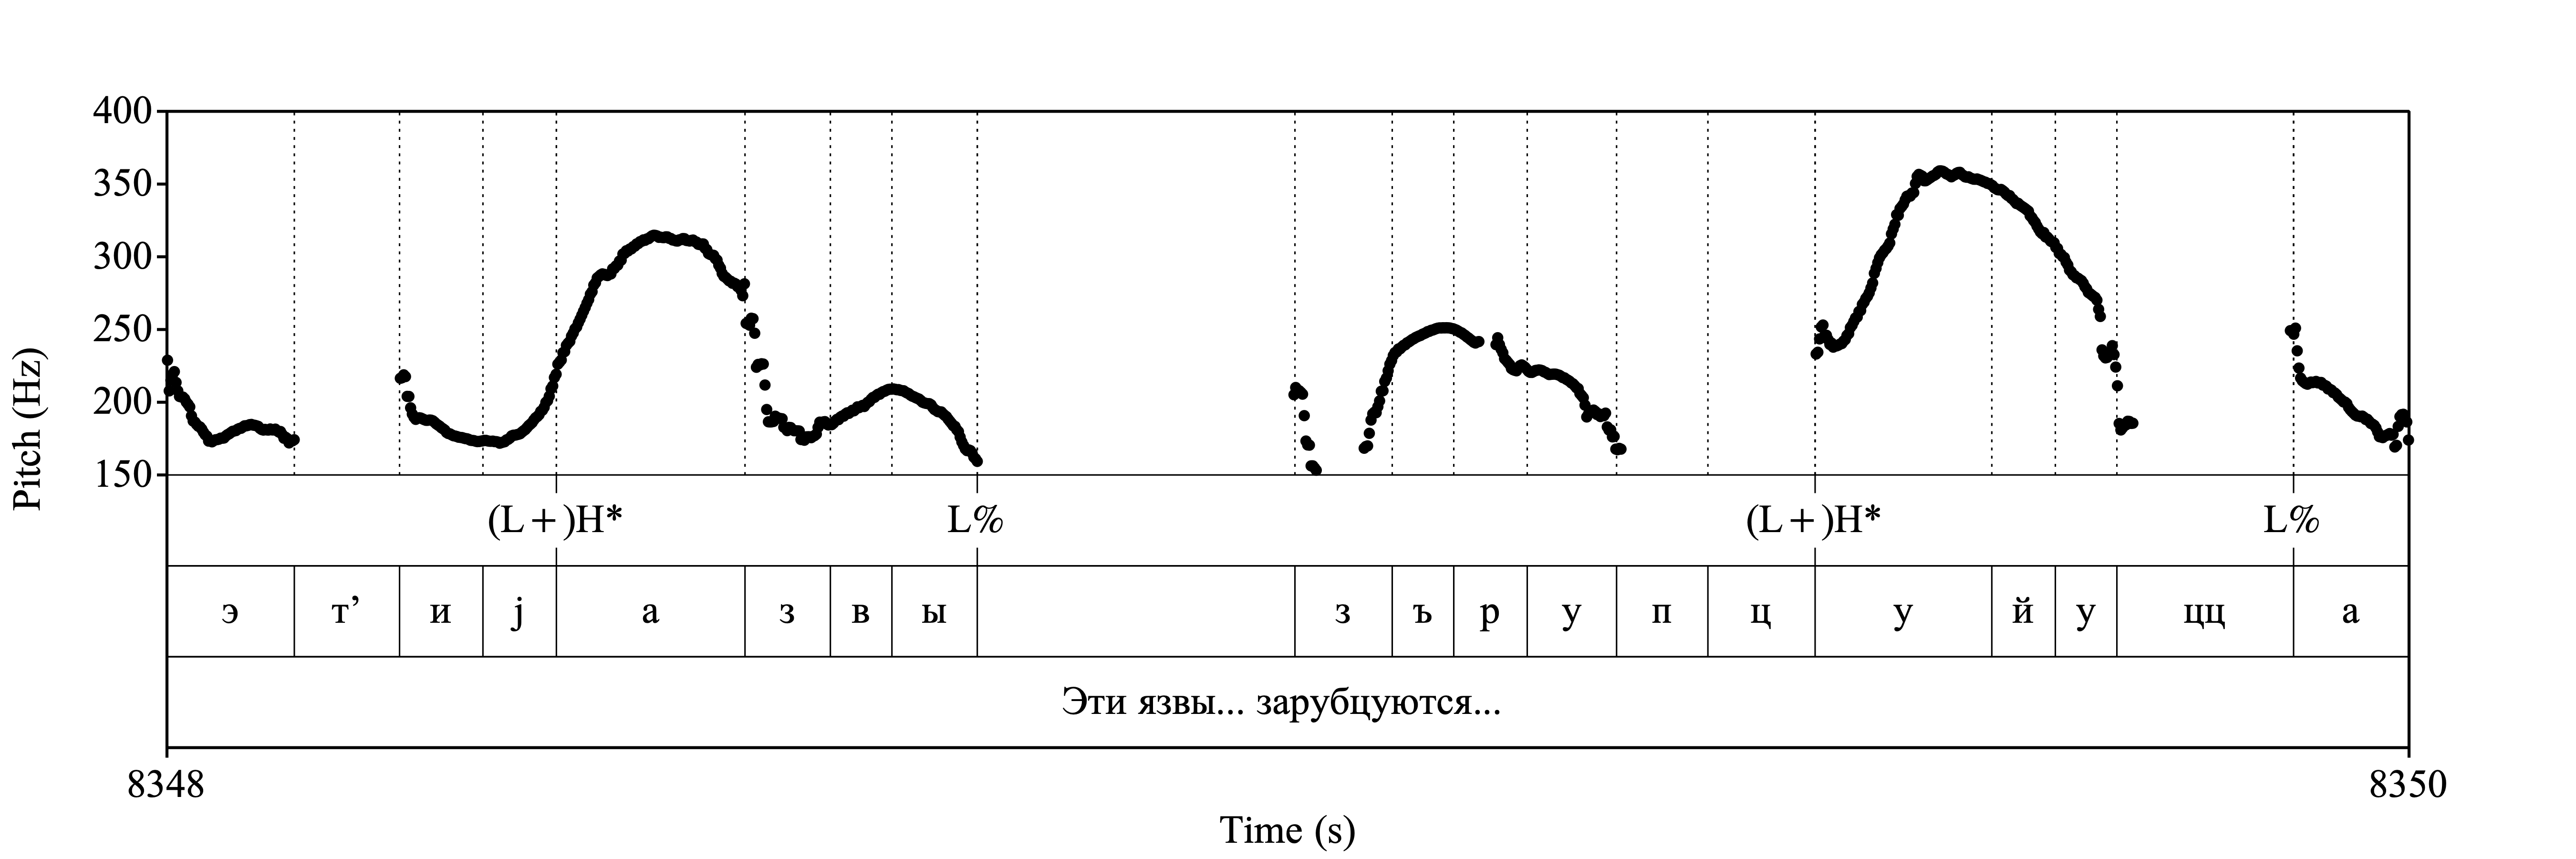 400
350
300
250
200
150
Pitch (Hz)
(L+)H* L% (L+)H* L%
э т’ и j а з в ы з ъ р у п ц у й у цц а
Эти язвы... зарубцуются...
8348 8350
Time (s)